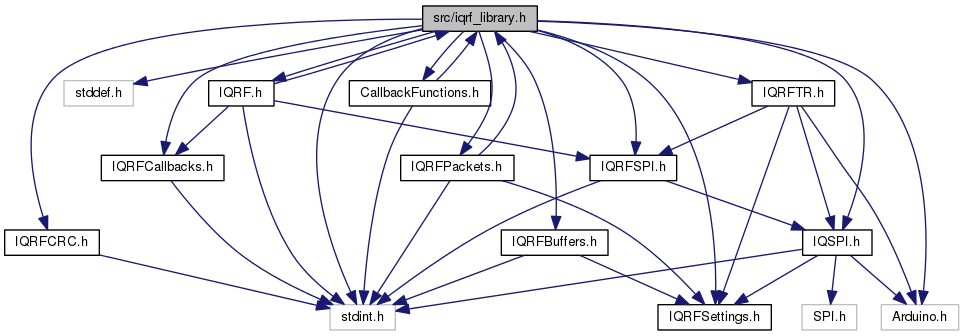 src/iqrf_library.h
stddef.h
IQRF.h
CallbackFunctions.h
IQRFTR.h
IQRFCallbacks.h
IQRFPackets.h
IQRFSPI.h
IQRFCRC.h
IQRFBuffers.h
IQSPI.h
stdint.h
IQRFSettings.h
SPI.h
Arduino.h